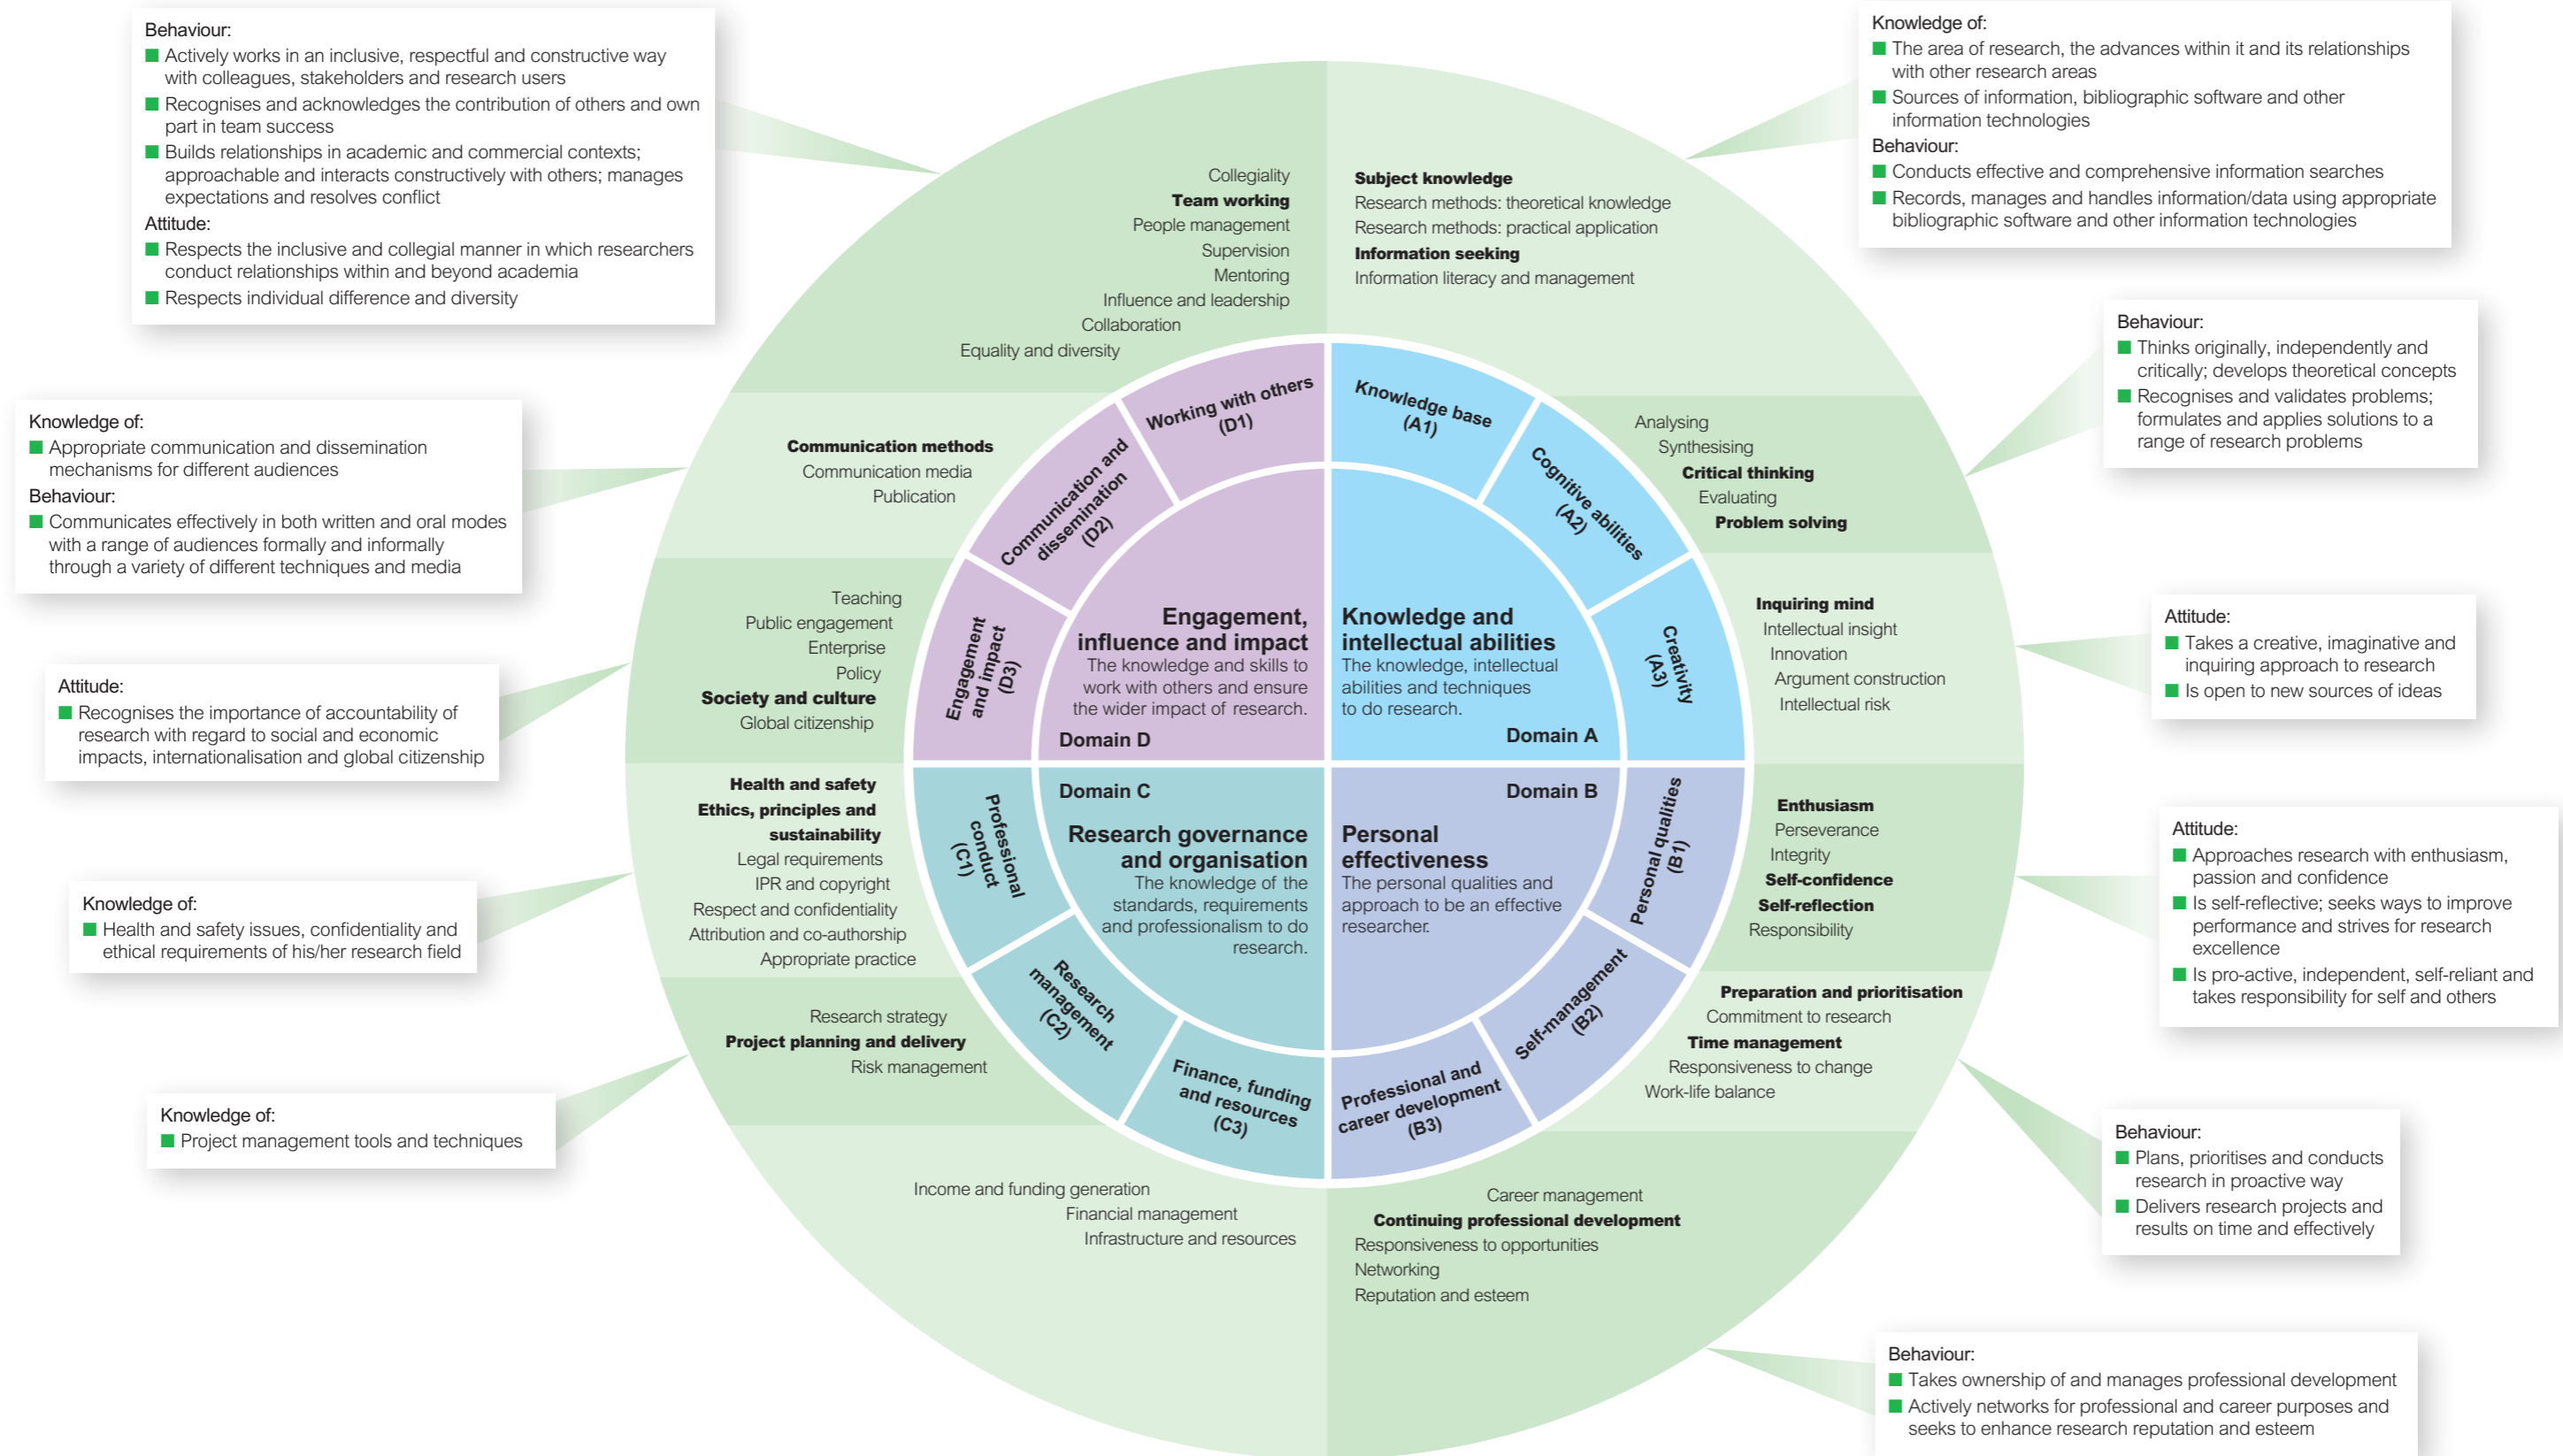 Behaviour:
■ Actively works in an inclusive, respectful and constructive way
with colleagues, stakeholders and research users
■ Recognises and acknowledges the contribution of others and own
part in team success
■ Builds relationships in academic and commercial contexts;
approachable and interacts constructively with others; manages
expectations and resolves conflict
Attitude:
■ Respects the inclusive and collegial manner in which researchers
conduct relationships within and beyond academia
■ Respects individual difference and diversity
Knowledge of:
■ Appropriate communication and dissemination
mechanisms for different audiences
Behaviour:
■ Communicates effectively in both written and oral modes
with a range of audiences formally and informally
through a variety of different techniques and media
Attitude:
■ Recognises the importance of accountability of
research with regard to social and economic
impacts, internationalisation and global citizenship
Knowledge of:
■ Health and safety issues, confidentiality and
ethical requirements of his/her research field
Knowledge of:
■ Project management tools and techniques
Collegiality
Team working
People management
Supervision
Mentoring
Influence and leadership
Collaboration
Equality and diversity
Communication methods
Communication media
Publication
Teaching
Public engagement
Enterprise
Policy
Society and culture
Global citizenship
Health and safety
Ethics, principles and
sustainability
Legal requirements
IPR and copyright
Respect and confidentiality
Attribution and co-authorship
Appropriate practice
Research strategy
Project planning and delivery
Risk management
Income and funding generation
Financial management
Infrastructure and resources
Working with others
(D1)
Communication and
dissemination
(D2)
Engagement
and impact
(D3)
Professional
conduct
(C1)
Research
management
(C2)
Finance, funding
and resources
(C3)
Engagement,
influence and impact
The knowledge and skills to
work with others and ensure
the wider impact of research.
Domain D
Domain C
Research governance
and organisation
The knowledge of the
standards, requirements
and professionalism to do
research.
Knowledge and
intellectual abilities
The knowledge, intellectual
abilities and techniques
to do research.
Domain A
Domain B
Personal
effectiveness
The personal qualities and
approach to be an effective
researcher.
Knowledge base
(A1)
Cognitive abilities
(A2)
Creativity
(A3)
Personal qualities
(B1)
Self-management
(B2)
Professional and
career development
(B3)
Subject knowledge
Research methods: theoretical knowledge
Research methods: practical application
Information seeking
Information literacy and management
Analysing
Synthesising
Critical thinking
Evaluating
Problem solving
Inquiring mind
Intellectual insight
Innovation
Argument construction
Intellectual risk
Enthusiasm
Perseverance
Integrity
Self-confidence
Self-reflection
Responsibility
Preparation and prioritisation
Commitment to research
Time management
Responsiveness to change
Work-life balance
Career management
Continuing professional development
Responsiveness to opportunities
Networking
Reputation and esteem
Knowledge of:
■ The area of research, the advances within it and its relationships
with other research areas
■ Sources of information, bibliographic software and other
information technologies
Behaviour:
■ Conducts effective and comprehensive information searches
■ Records, manages and handles information/data using appropriate
bibliographic software and other information technologies
Behaviour:
■ Thinks originally, independently and
critically; develops theoretical concepts
■ Recognises and validates problems;
formulates and applies solutions to a
range of research problems
Attitude:
■ Takes a creative, imaginative and
inquiring approach to research
■ Is open to new sources of ideas
Attitude:
■ Approaches research with enthusiasm,
passion and confidence
■ Is self-reflective; seeks ways to improve
performance and strives for research
excellence
■ Is pro-active, independent, self-reliant and
takes responsibility for self and others
Behaviour:
■ Plans, prioritises and conducts
research in proactive way
■ Delivers research projects and
results on time and effectively
Behaviour:
■ Takes ownership of and manages professional development
■ Actively networks for professional and career purposes and
seeks to enhance research reputation and esteem